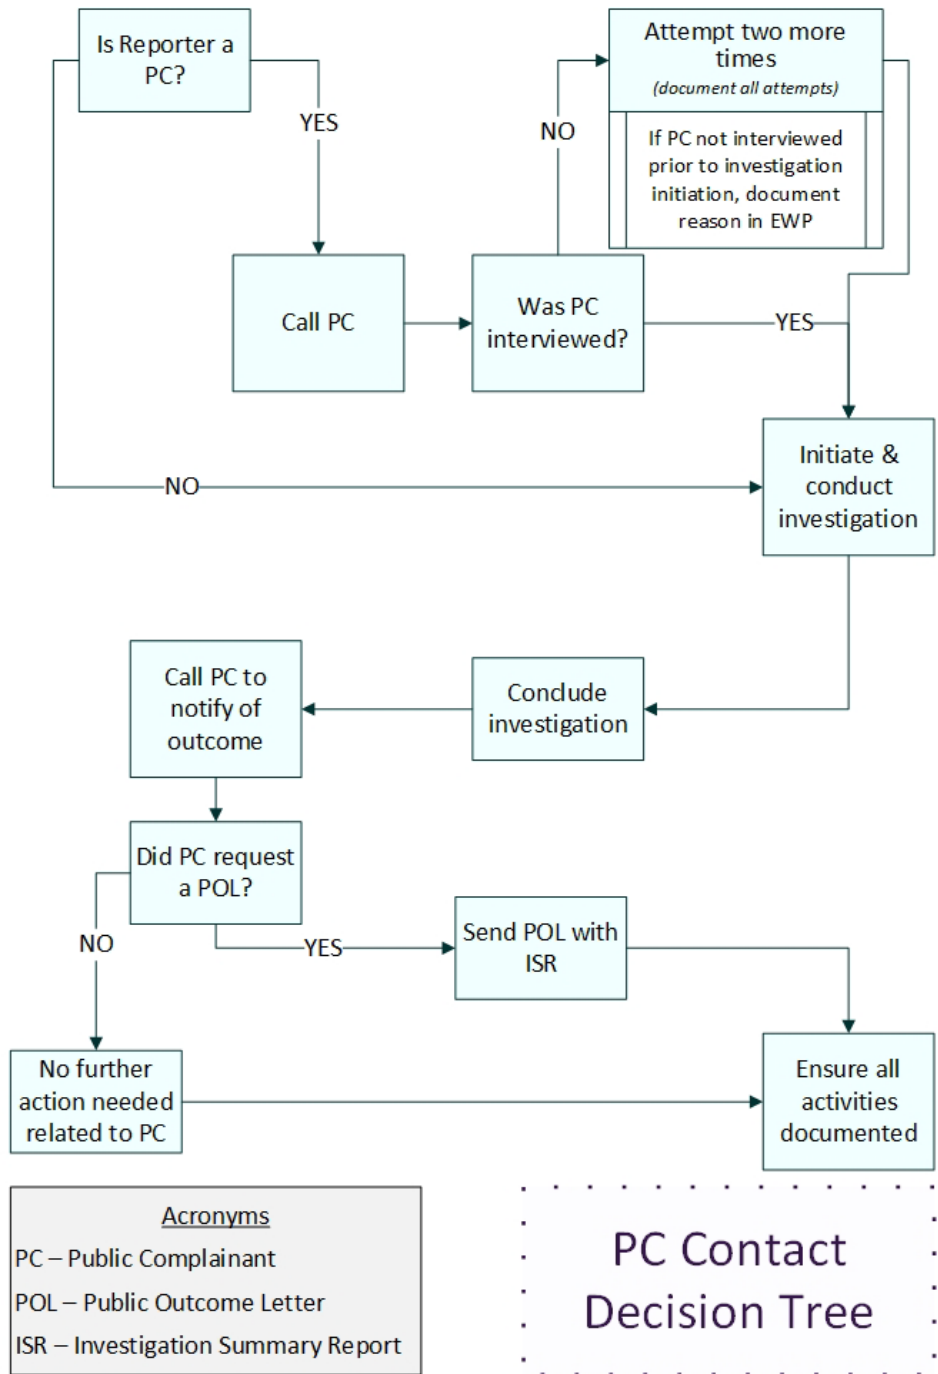 Is Reporter a
PC?
YES
Attempt two more
times
(document all attempts)
NO
If PC not interviewed
prior to investigation
initiation, document
reason in EWP
Call PC
Was PC
interviewed?
YES
Initiate &
conduct
investigation
NO
Call PC to
notify of
outcome
Conclude
investigation
Did PC request
a POL?
NO
YES
Send POL with
ISR
No further
action needed
related to PC
Ensure all
activities
documented
Acronyms
PC – Public Complainant
POL – Public Outcome Letter
ISR – Investigation Summary Report
PC Contact
Decision Tree